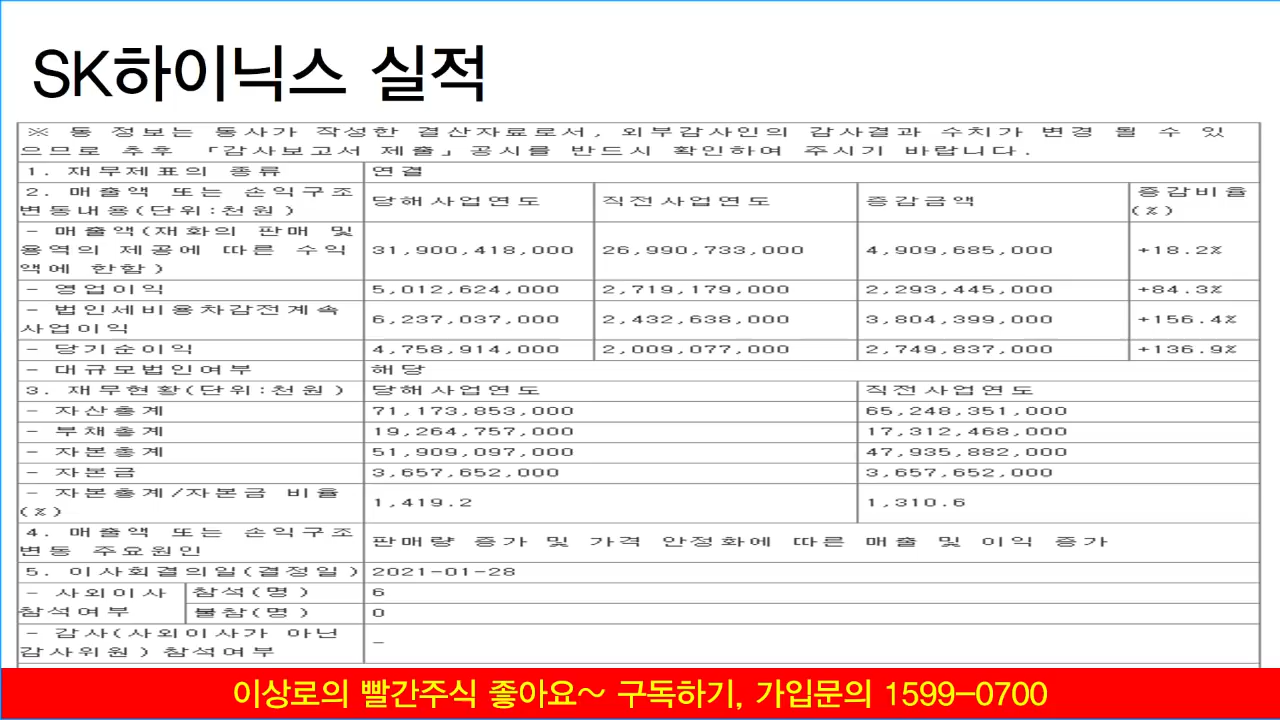 SK하이닉스 실적
※ 동 정보는 동사가 작성한 결산자료로서, 외부감사인의 감사결과 수치가 변경 될 수 있
으므로 추후 「감사보고서 제출」공시를 반드시 확인하여 주시기 바랍니다.
1. 재무제표의 종류 연결
2. 매출액 또는 손익구조
변동내용(단위:천원) 당해사업연도 직전사업연도 증감금액 증감비율
(%)
- 매출액(재화의 판매 및
용역의 제공에 따른 수익
액에 한함) 31,900,418,000 26,990,733,000 4,909,685,000 +18.2%
- 영업이익 5,012,624,000 2,719,179,000 2,293,445,000 +84.3%
- 법인세비용차감전계속
사업이익 6,237,037,000 2,432,638,000 3,804,399,000 +156.4%
- 당기순이익 4,758,914,000 2,009,077,000 2,749,837,000 +136.9%
- 대규모법인여부 해당
3. 재무현황(단위:천원) 당해사업연도 직전사업연도
- 자산총계 71,173,853,000 65,248,351,000
- 부채총계 19,264,757,000 17,312,468,000
- 자본총계 51,909,097,000 47,935,882,000
- 자본금 3,657,652,000 3,657,652,000
- 자본총계/자본금 비율
(%) 1,419.2 1,310.6
4. 매출액 또는 손익구조
변동 주요원인 판매량 증가 및 가격 안정화에 따른 매출 및 이익 증가
5. 이사회결의일(결정일) 2021-01-28
- 사외이사
참석여부 참석(명) 6
불참(명) 0
- 감사(사외이사가 아닌
감사위원)참석여부 -
이상로의 빨간주식 좋아요~ 구독하기, 가입문의 1599-0700